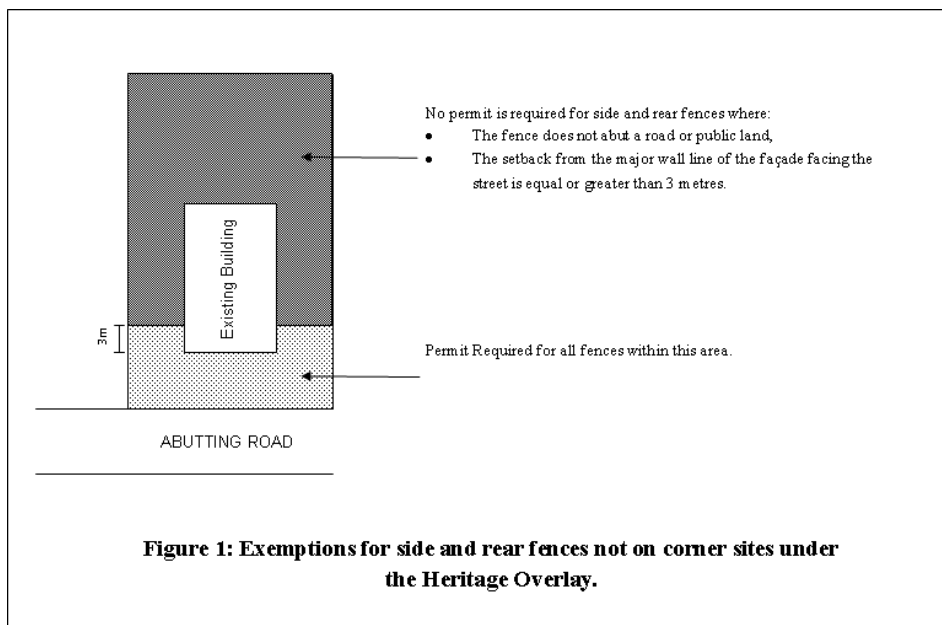 No permit is required for side and rear fences where:
• The fence does not abut a road or public land,
• The setback from the major wall line of the façade facing the
street is equal or greater than 3 metres.
Existing Building
3m
Permit Required for all fences within this area.
ABUTTING ROAD
Figure 1: Exemptions for side and rear fences not on corner sites under
the Heritage Overlay.